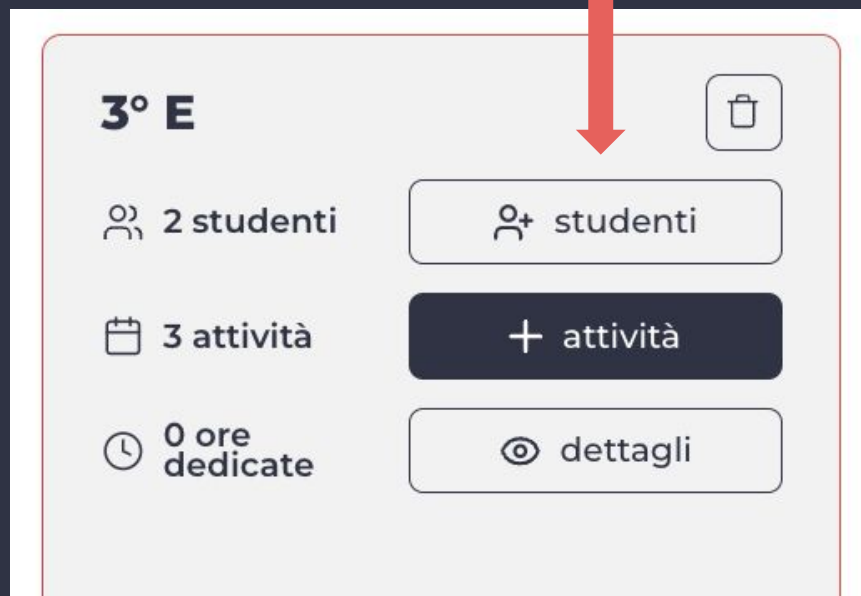 3° E
2 studenti
studenti
3 attività
+ attività
0 ore
dedicate
dettagli